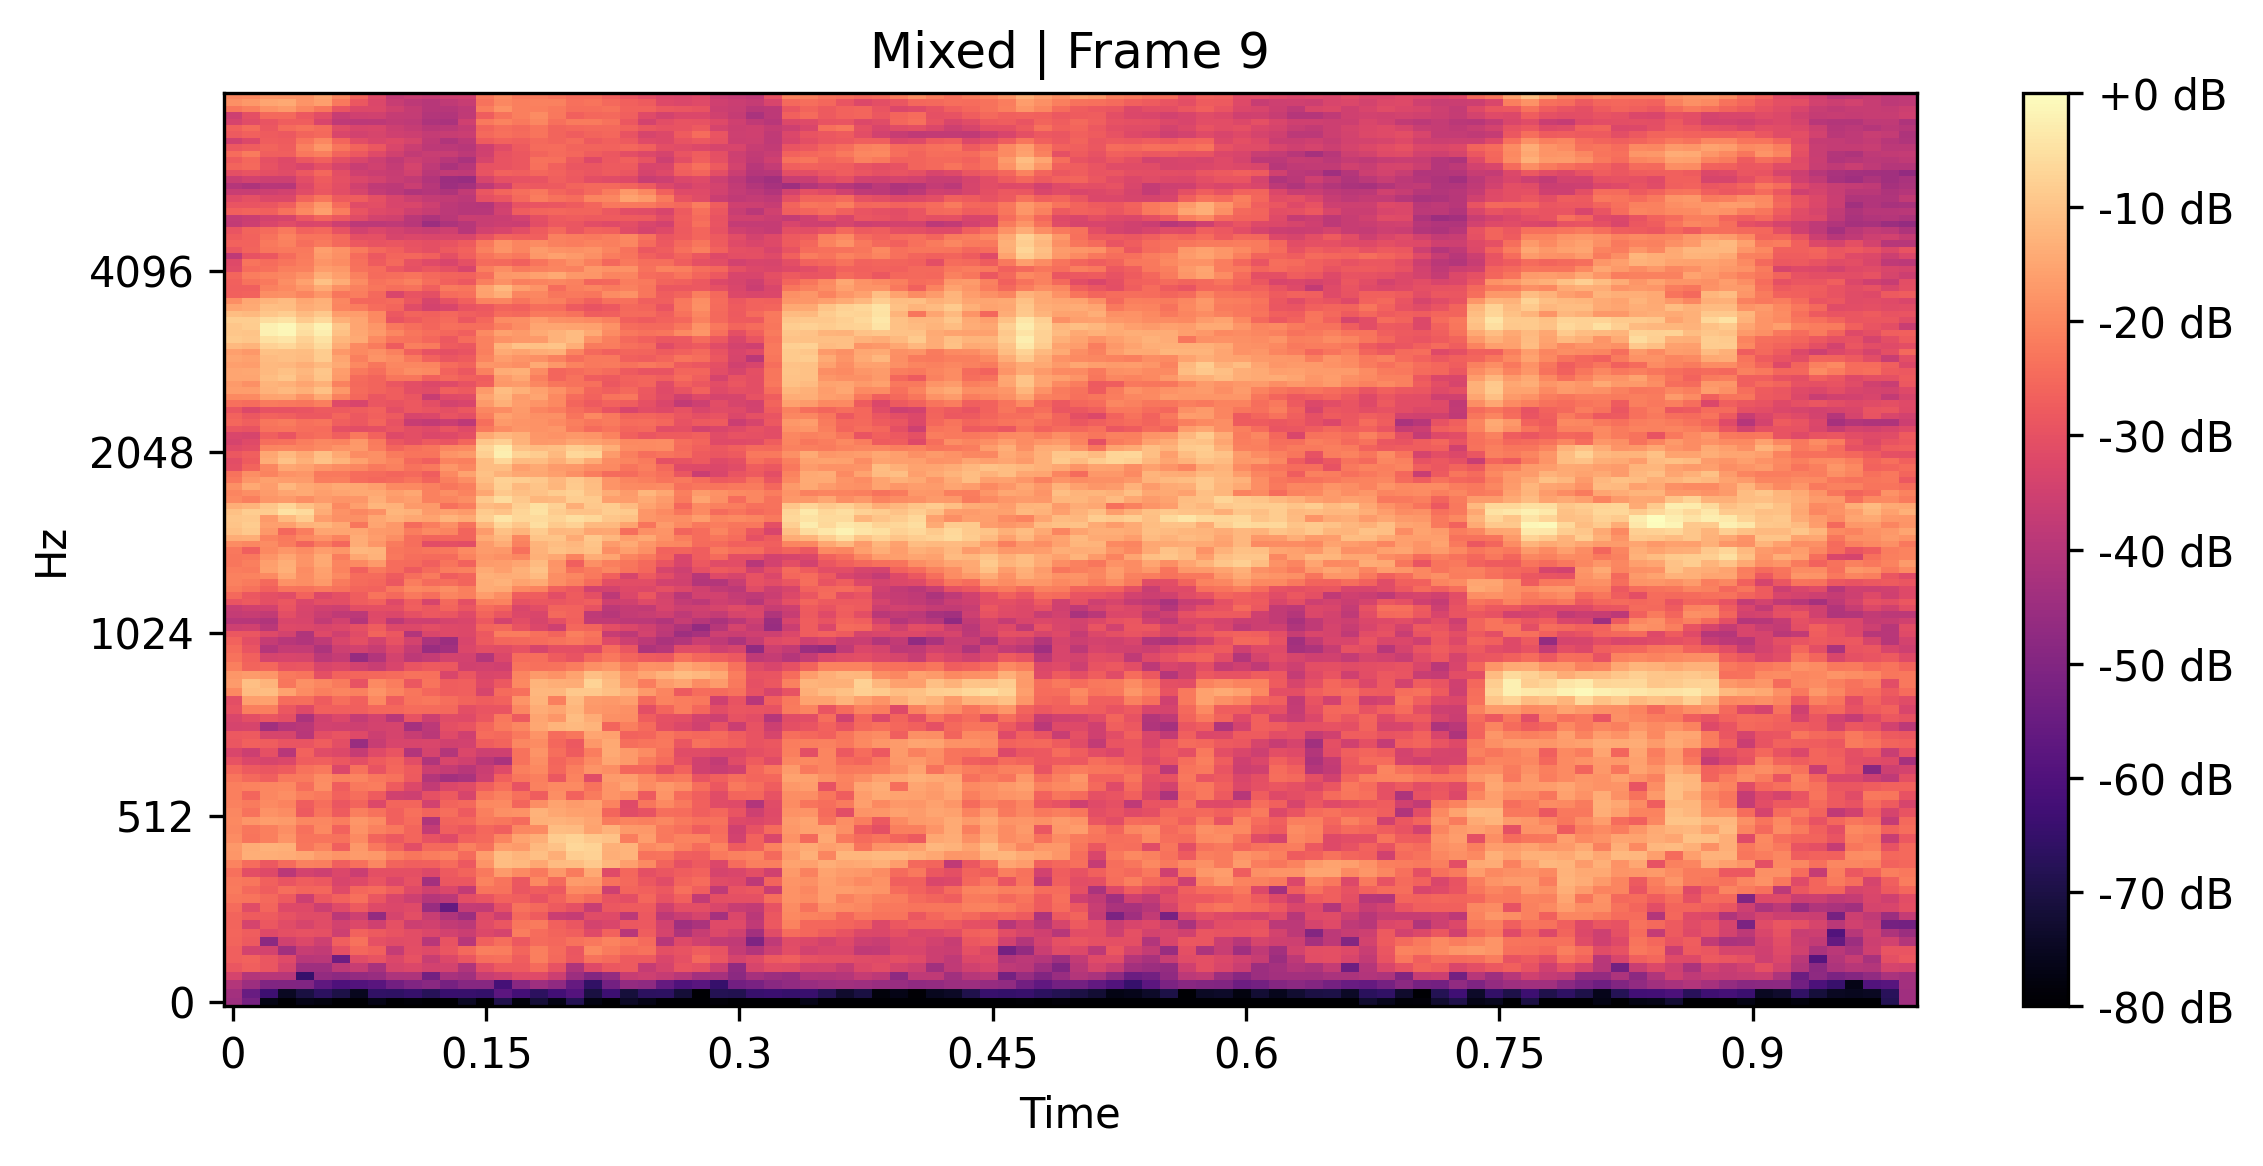 Mixed | Frame 9
Hz
4096
2048
1024
512
0
0 0.15 0.3 0.45 0.6 0.75 0.9
Time
+0 dB
-10 dB
-20 dB
-30 dB
-40 dB
-50 dB
-60 dB
-70 dB
-80 dB